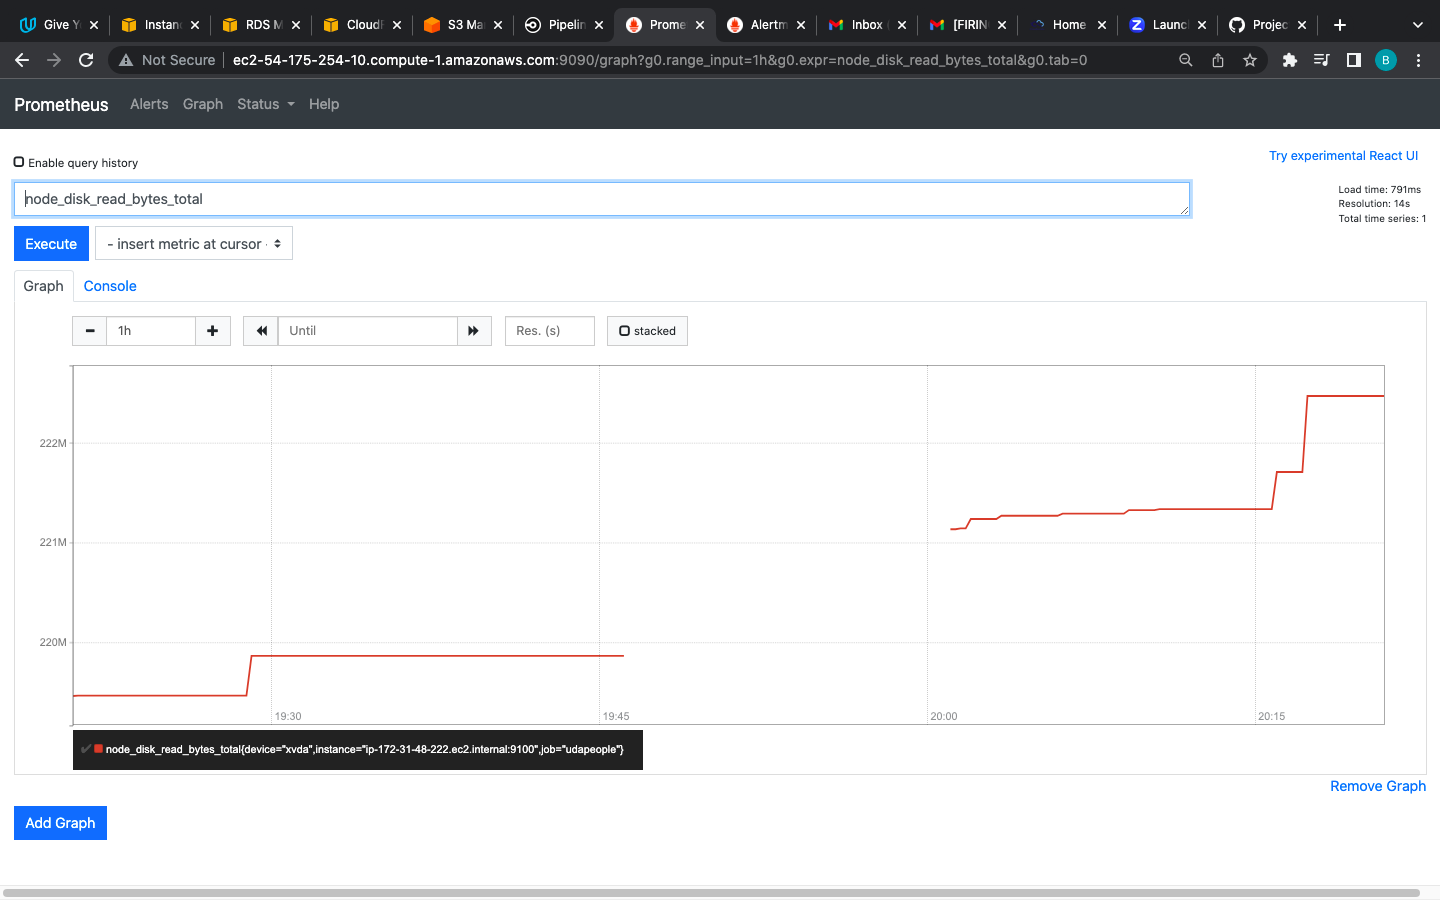 Give Y
Instan
RDS M
CloudF
S3 Ma
Pipelin
Prome
Alertm
Inbox (
[FIRIN
Home
Launc
Projec
Not Secure
ec2-54-175-254-10.compute-1.amazonaws.com:9090/graph?g0.range_input=1h&g0.expr=node_disk_read_bytes_total&g0.tab=0
B
Prometheus
Alerts
Graph
Status
Help
Enable query history
Try experimental React UI
node_disk_read_bytes_total
Load time: 791ms
Resolution: 14s
Total time series: 1
Execute
- insert metric at cursor -
Graph
Console
1h
Until
Res. (s)
stacked
222M
221M
220M
19:30
19:45
20:00
20:15
node_disk_read_bytes_total{device="xvda",instance="ip-172-31-48-222.ec2.internal:9100",job="udapeople"}
Remove Graph
Add Graph